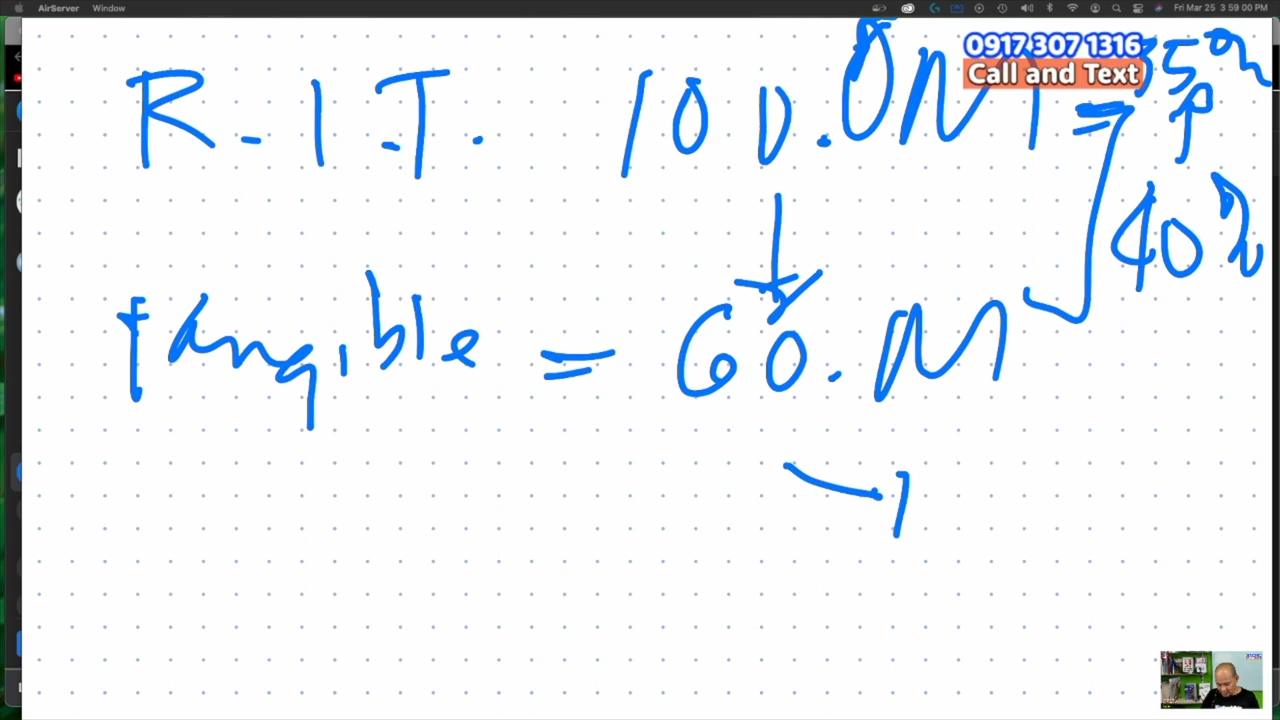 AirServer Window Fri Mar 25 3:59:00 PM
0917 307 1316
Call and Text
R.I.T. 100.0M = 35%
40%
tangible = 60.M